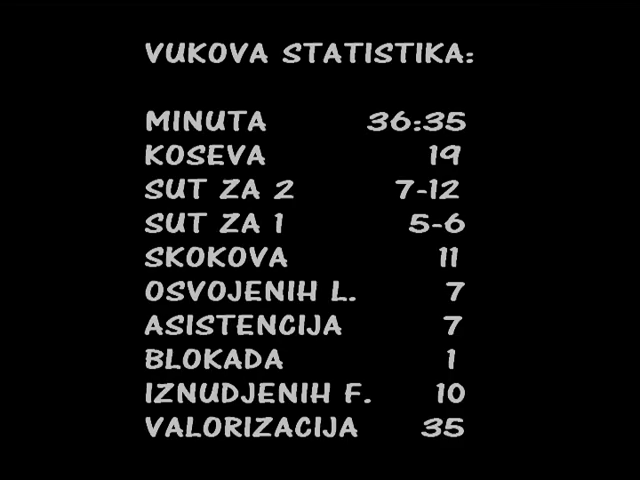 VUKOVA STATISTIKA:
MINUTA 36:35
KOSEVA 19
SUT ZA 2 7-12
SUT ZA 1 5-6
SKOKOVA 11
OSVOJENIH L. 7
ASISTENCIJA 7
BLOKADA 1
IZNUDJENIH F. 10
VALORIZACIJA 35